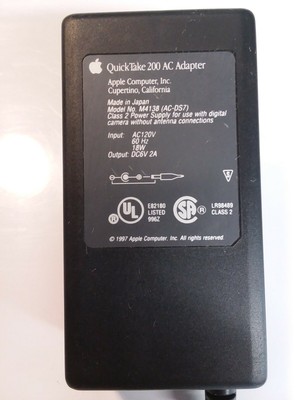 QuickTake 200 AC Adapter
Apple Computer, Inc.
Cupertino, California
Made in Japan
Model No. M4138 (AC-DS7)
Class 2 Power Supply for use with digital
camera without antenna connections
Input: AC120V
60 Hz
18W
Output: DC6V 2A
UL
E82180
LISTED
996Z
SA
LR98489
CLASS 2
© 1997 Apple Computer, Inc. All rights reserved